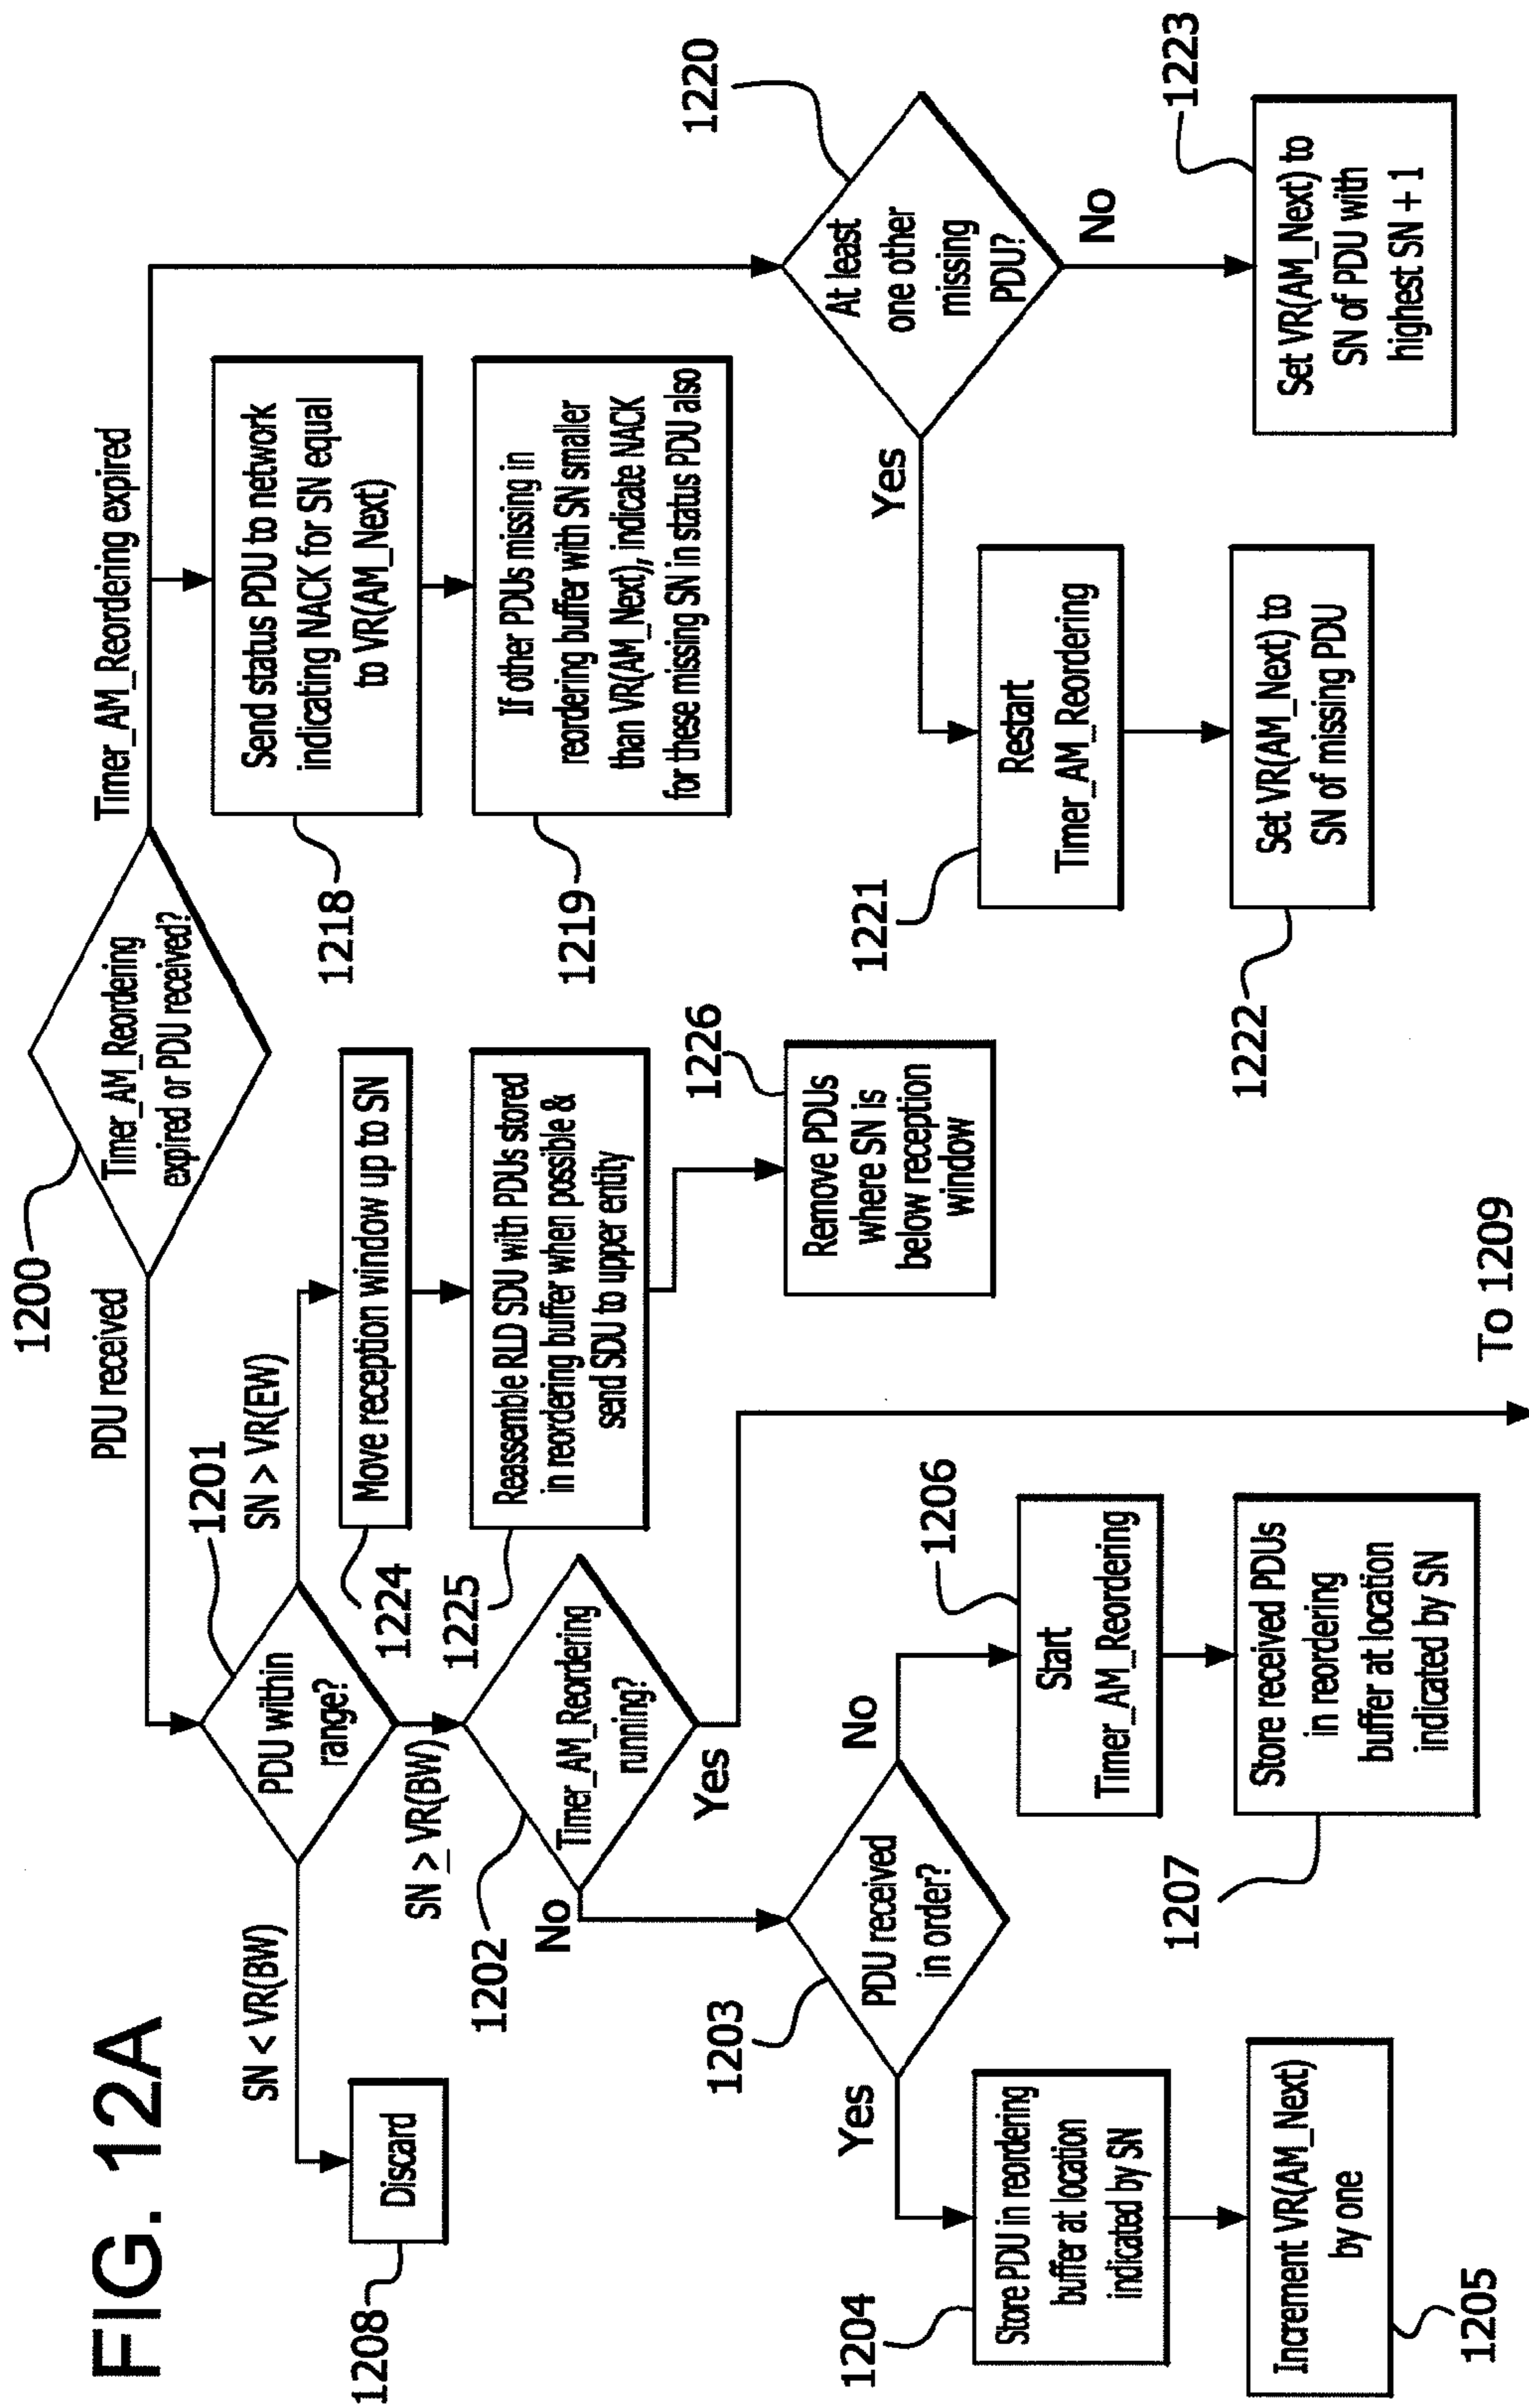 FIG. 12A
1200
Timer_AM_Reordering
expired or PDU received?
PDU received
Timer_AM_Reordering expired
1201
PDU within
range?
SN < VR(BW)
SN > VR(EW)
SN ≥ VR(BW)
1208
Discard
1224
Move reception window up to SN
1225
Reassemble RLD SDU with PDUs stored
in reordering buffer when possible &
send SDU to upper entity
1226
Remove PDUs
where SN is
below reception
window
1218
Send status PDU to network
indicating NACK for SN equal
to VR(AM_Next)
1219
If other PDUs missing in
reordering buffer with SN smaller
than VR(AM_Next), indicate NACK
for these missing SN in status PDU also
1202
Timer_AM_Reordering
running?
No
Yes
1203
PDU received
in order?
Yes
No
1204
Store PDU in reordering
buffer at location
indicated by SN
1205
Increment VR(AM_Next)
by one
1206
Start
Timer_AM_Reordering
1207
Store received PDUs
in reordering
buffer at location
indicated by SN
To 1209
1220
At least
one other
missing
PDU?
Yes
No
1221
Restart
Timer_AM_Reordering
1222
Set VR(AM_Next) to
SN of missing PDU
1223
Set VR(AM_Next) to
SN of PDU with
highest SN + 1